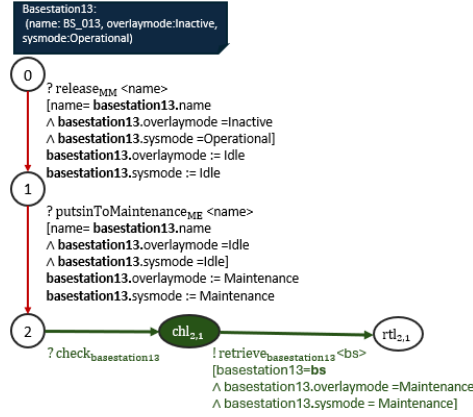 Basestation13:
(name: BS_013, overlaymode:Inactive,
sysmode:Operational)
0
? releaseMM <name>
[name= basestation13.name
∧ basestation13.overlaymode =Inactive
∧ basestation13.sysmode =Operational]
basestation13.overlaymode := Idle
basestation13.sysmode := Idle
1
? putsinToMaintenanceME <name>
[name= basestation13.name
∧ basestation13.overlaymode =Idle
∧ basestation13.sysmode =Idle]
basestation13.overlaymode := Maintenance
basestation13.sysmode := Maintenance
2
chl2,1
rtl2,1
? checkbasestation13
! retrievebasestation13 <bs>
[basestation13=bs
∧ basestation13.overlaymode =Maintenance
∧ basestation13.sysmode = Maintenance]